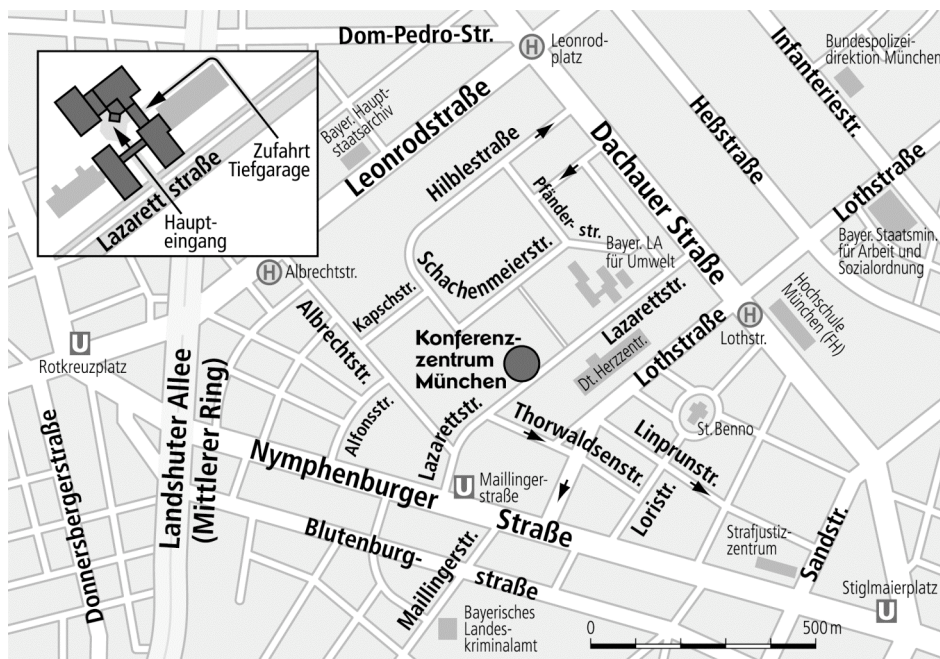 Dom-Pedro-Str.
H
Leonrod-
platz
Infanteriestr.
Bundespolizei-
direktion München
Zufahrt
Tiefgarage
Lazarettstraße
Haupt-
eingang
Bayer. Haupt-
staatsarchiv
Leonrodstraße
Hilblestraße
Pfänder-
str.
Dachauer Straße
Heßstraße
Lothstraße
Bayer. Staatsmin.
für Arbeit und
Sozialordnung
H
Albrechtstr.
Schachenmeierstr.
Bayer. LA
für Umwelt
Kapschstr.
Albrechtstr.
Lazarettstr.
H
Lothstr.
Hochschule
München (FH)
U
Rotkreuzplatz
Konferenz-
zentrum
München
Dt. Herzzentr.
Lothstraße
Landshuter Allee
(Mittlerer Ring)
Donnersbergerstraße
Alfonsstr.
Lazarettstr.
Thorwaldsenstr.
Linprunstr.
St. Benno
Nymphenburger
Straße
U
Maillinger-
straße
Loristr.
Blutenburg-
straße
Maillingerstr.
Strafjustiz-
zentrum
Sandstr.
Stiglmaierplatz
U
Bayerisches
Landes-
kriminalamt
0
500 m